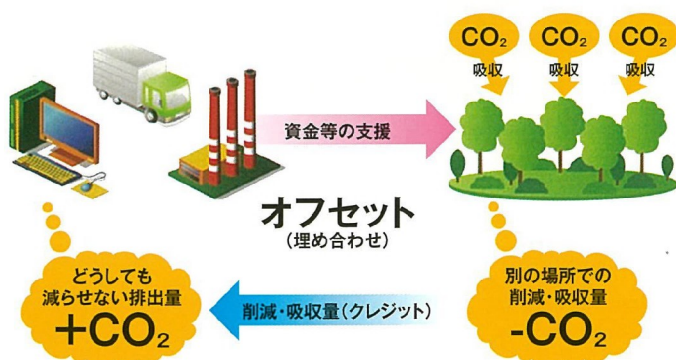 CO₂ CO₂ CO₂
吸収 吸収 吸収
資金等の支援
オフセット
(埋め合わせ)
どうしても
減らせない排出量
+CO₂
削減・吸収量(クレジット)
別の場所での
削減・吸収量
-CO₂